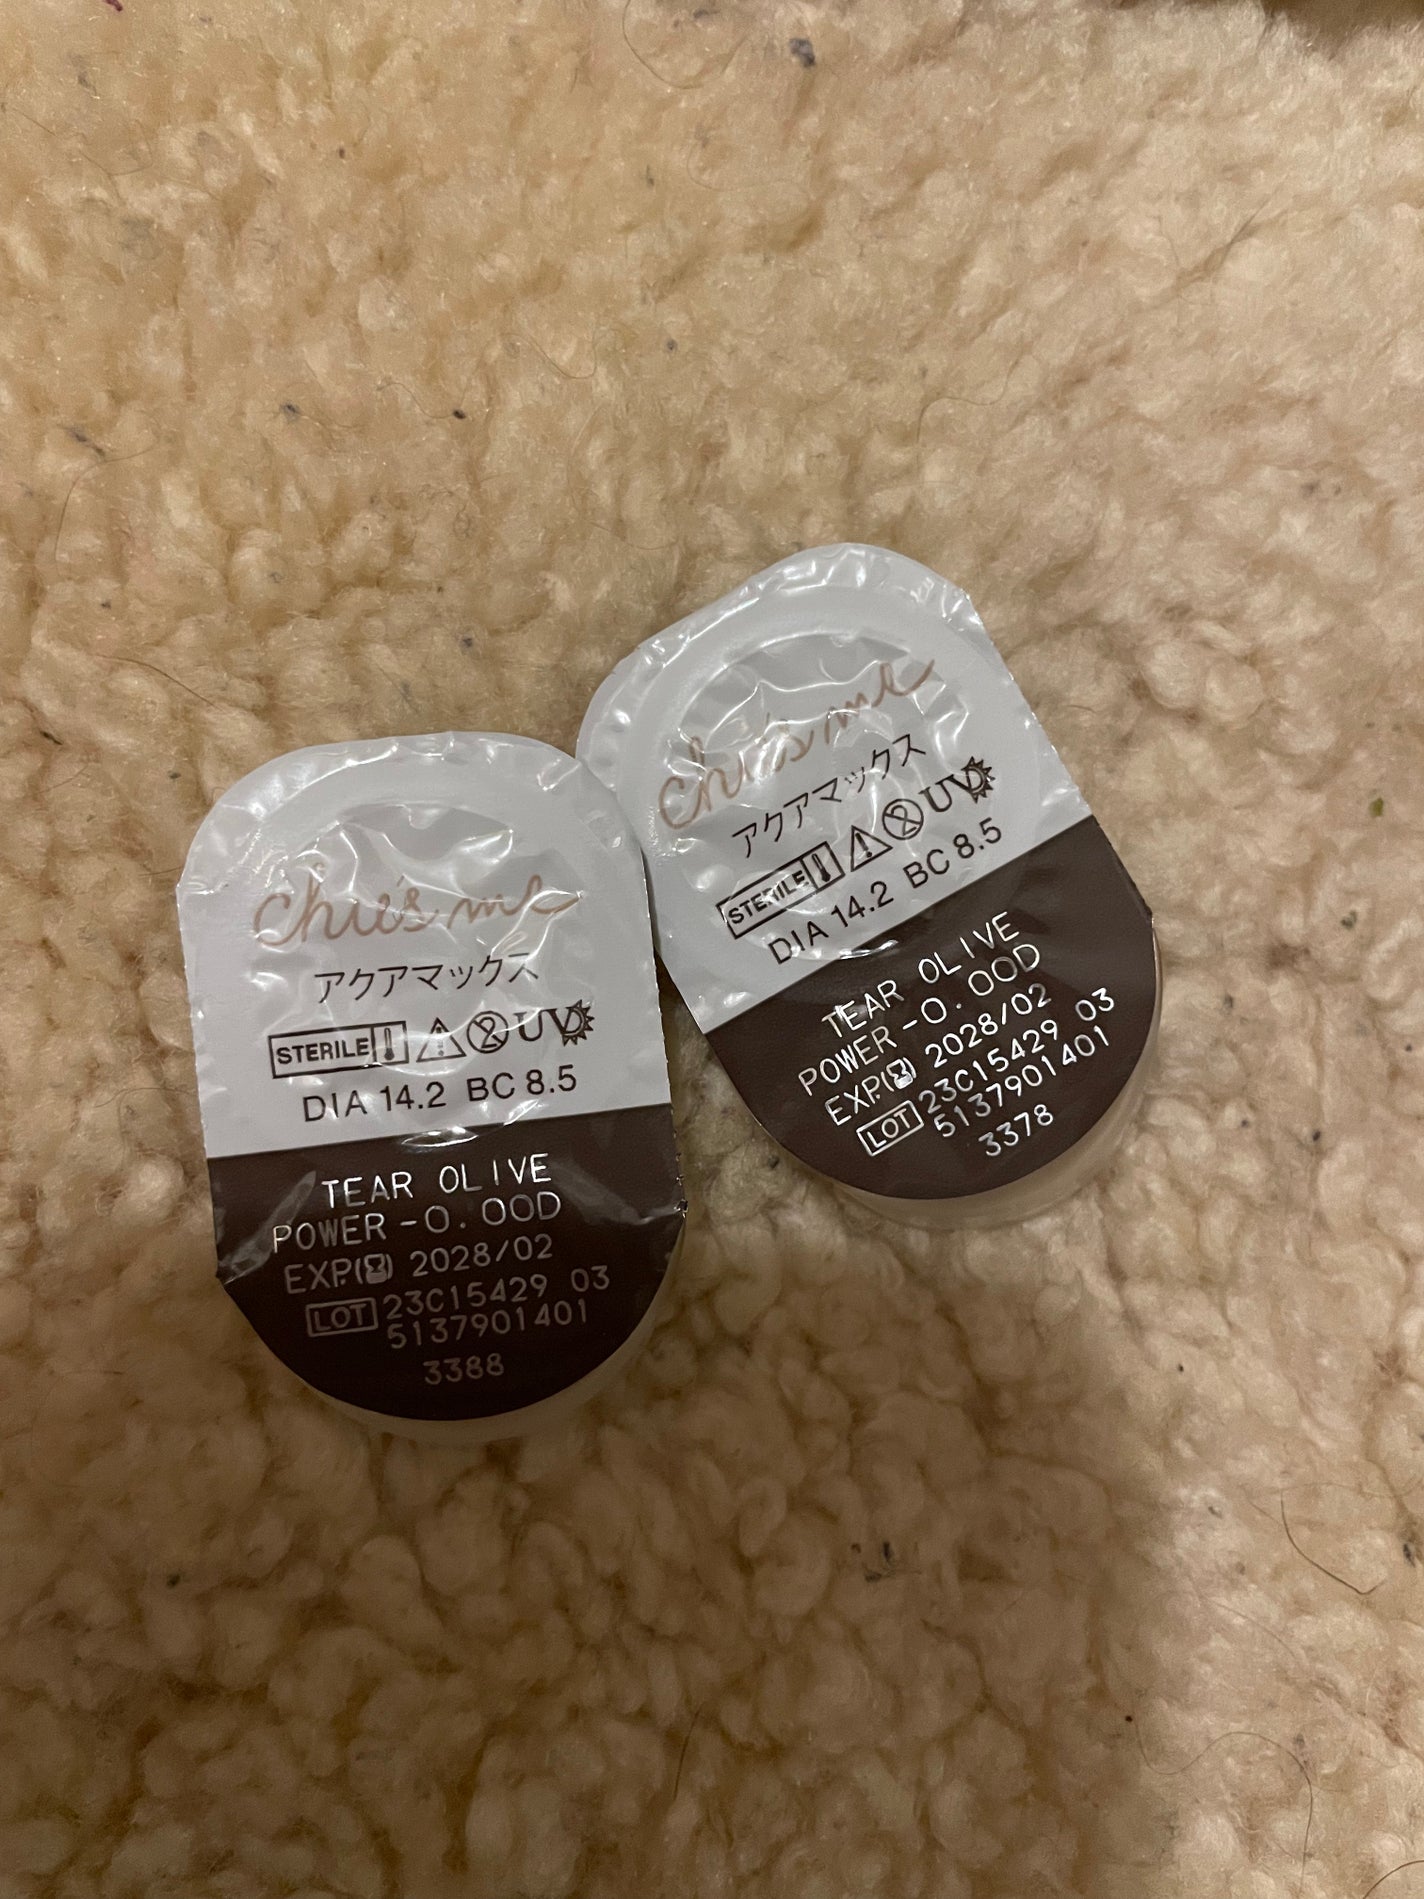 chu's me
アクアマックス
STERILE UV
DIA 14.2 BC 8.5
TEAR OLIVE
POWER -0.00D
EXP.( ) 2028/02
LOT 23C15429 03
5137901401
3388
chu's me
アクアマックス
STERILE UV
DIA 14.2 BC 8.5
TEAR OLIVE
POWER -0.00D
EXP.( ) 2028/02
LOT 23C15429 03
5137901401
3378